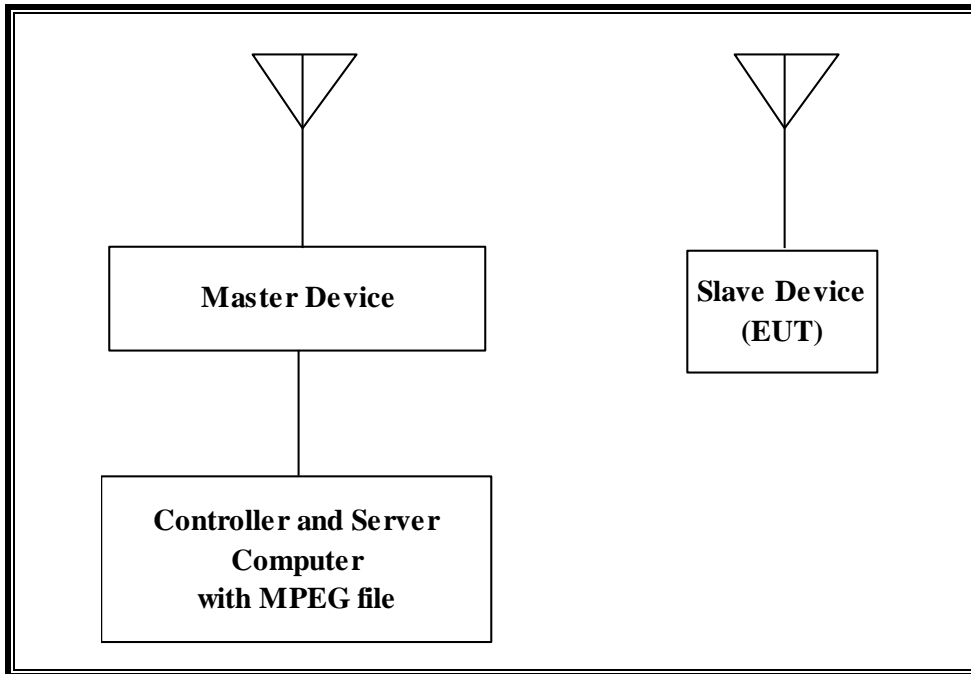 Master Device
Slave Device
(EUT)
Controller and Server
Computer
with MPEG file